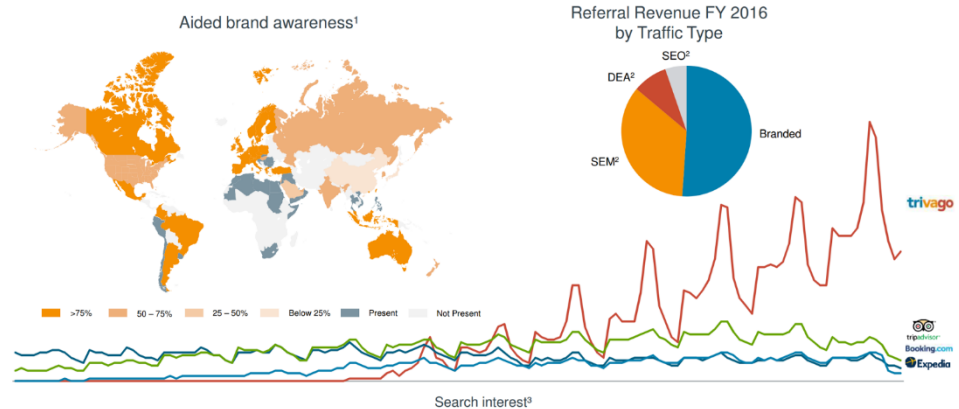 Aided brand awareness¹
Referral Revenue FY 2016
by Traffic Type
SEO²
DEA²
SEM²
Branded
trivago
>75%
50 – 75%
25 – 50%
Below 25%
Present
Not Present
tripadvisor
Booking.com
Expedia
Search interest³